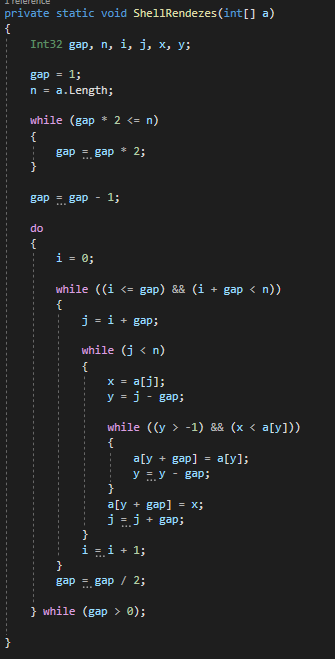 1 reference
private static void ShellRendezes(int[] a)
{
Int32 gap, n, i, j, x, y;
gap = 1;
n = a.Length;
while (gap * 2 <= n)
{
gap = gap * 2;
}
gap = gap - 1;
do
{
i = 0;
while ((i <= gap) && (i + gap < n))
{
j = i + gap;
while (j < n)
{
x = a[j];
y = j - gap;
while ((y > -1) && (x < a[y]))
{
a[y + gap] = a[y];
y = y - gap;
}
a[y + gap] = x;
j = j + gap;
}
i = i + 1;
}
gap = gap / 2;
} while (gap > 0);
}